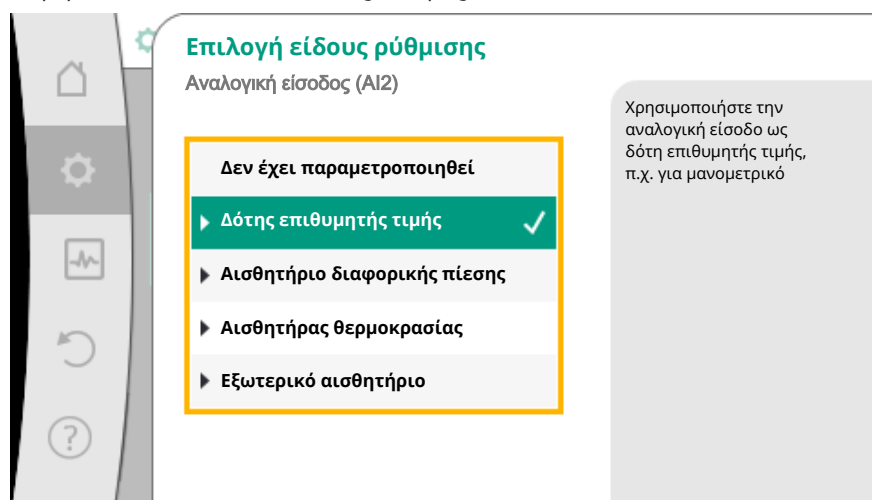 Επιλογή είδους ρύθμισης
Αναλογική είσοδος (AI2)
Δεν έχει παραμετροποιηθεί
Δότης επιθυμητής τιμής
Αισθητήριο διαφορικής πίεσης
Αισθητήρας θερμοκρασίας
Εξωτερικό αισθητήριο
Χρησιμοποιήστε την
αναλογική είσοδο ως
δότη επιθυμητής τιμής,
π.χ. για μανομετρικό
?